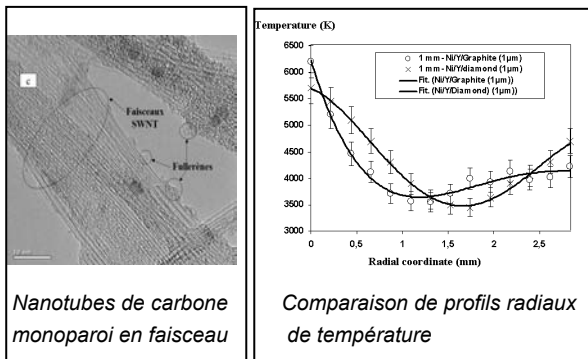 c
Faisceaux
SWNT
Fullerènes
Nanotubes de carbone
monoparoi en faisceau
Temperature (K)
6500
6000
5500
5000
4500
4000
3500
3000
0
0,5
1
1,5
2
2,5
1 mm - Ni/Y/Graphite (1µm)
1 mm - Ni/Y/diamond (1µm)
Fit. (Ni/Y/Graphite (1µm))
Fit. (Ni/Y/Diamond (1µm))
Radial coordinate (mm)
Comparaison de profils radiaux
de température